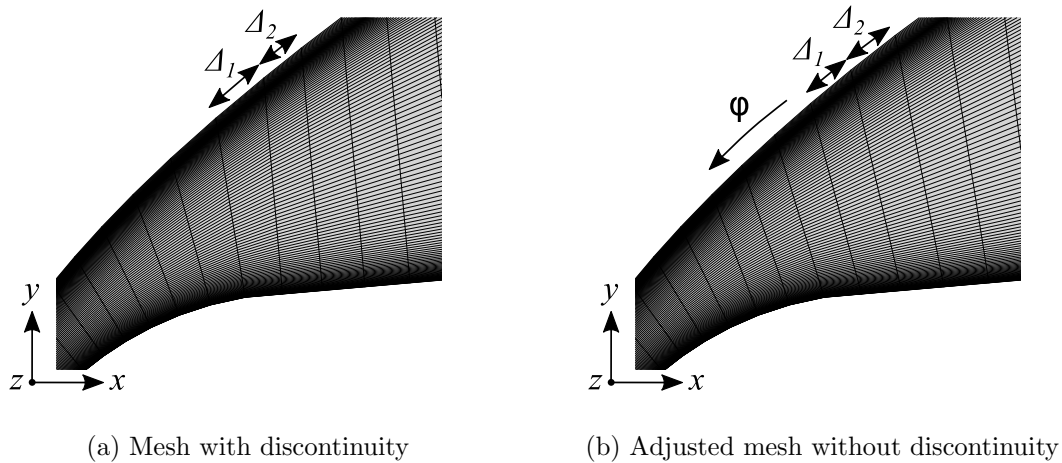 Δ₂
Δ₁
y
z
x
Δ₂
Δ₁
φ
y
z
x
(a) Mesh with discontinuity
(b) Adjusted mesh without discontinuity